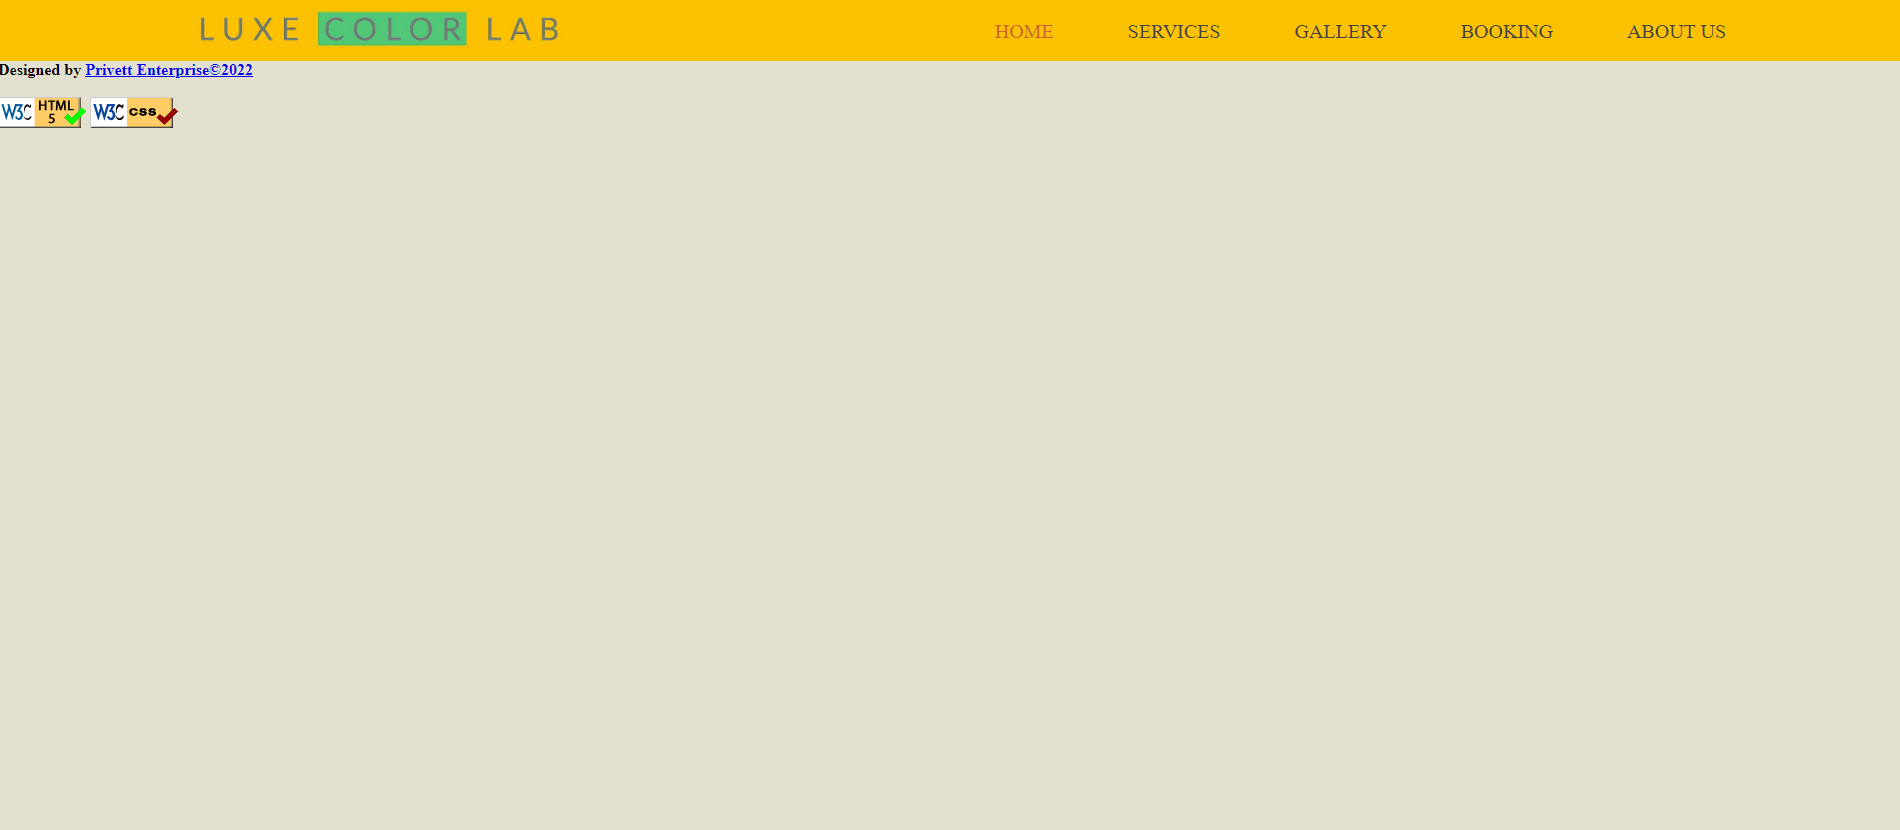 LUXE COLOR LAB
HOME SERVICES GALLERY BOOKING ABOUT US
Designed by Privett Enterprise©2022
W3C HTML 5 W3C css